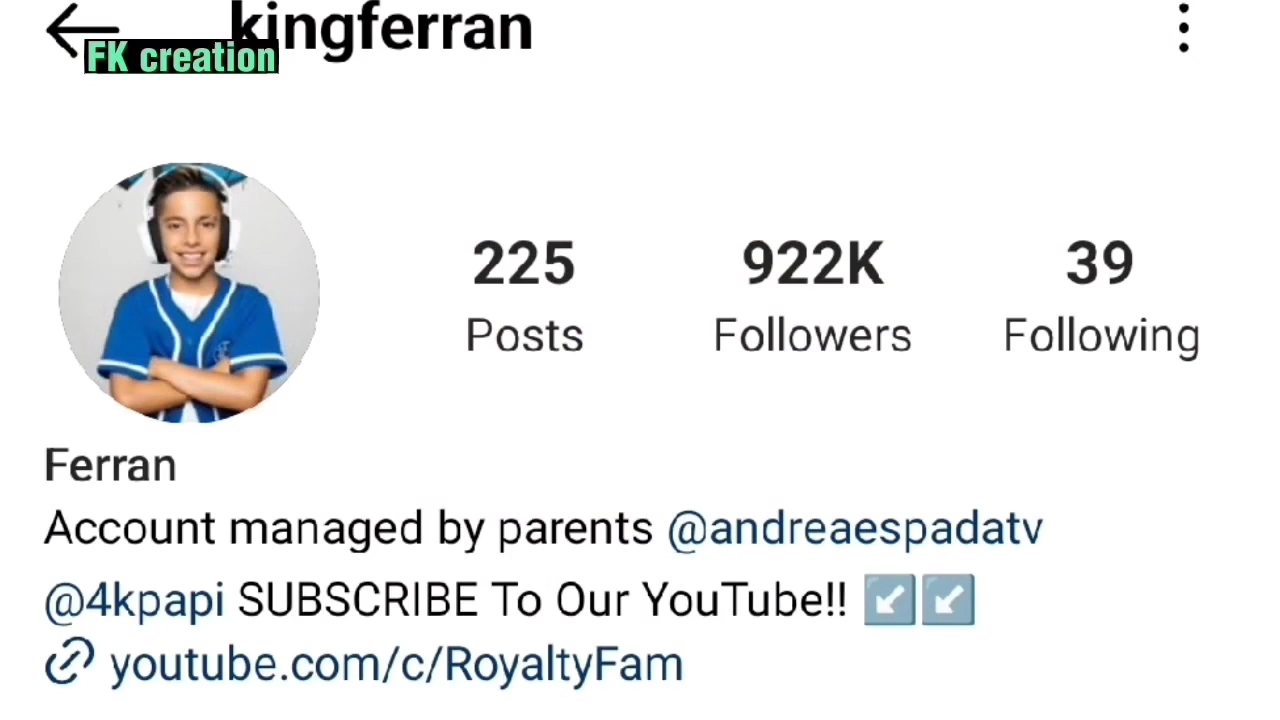 kingferran
FK creation
225
922K
39
Posts
Followers
Following
Ferran
Account managed by parents @andreaespadatv
@4kpapi SUBSCRIBE To Our YouTube!! ↙️↙️
youtube.com/c/RoyaltyFam